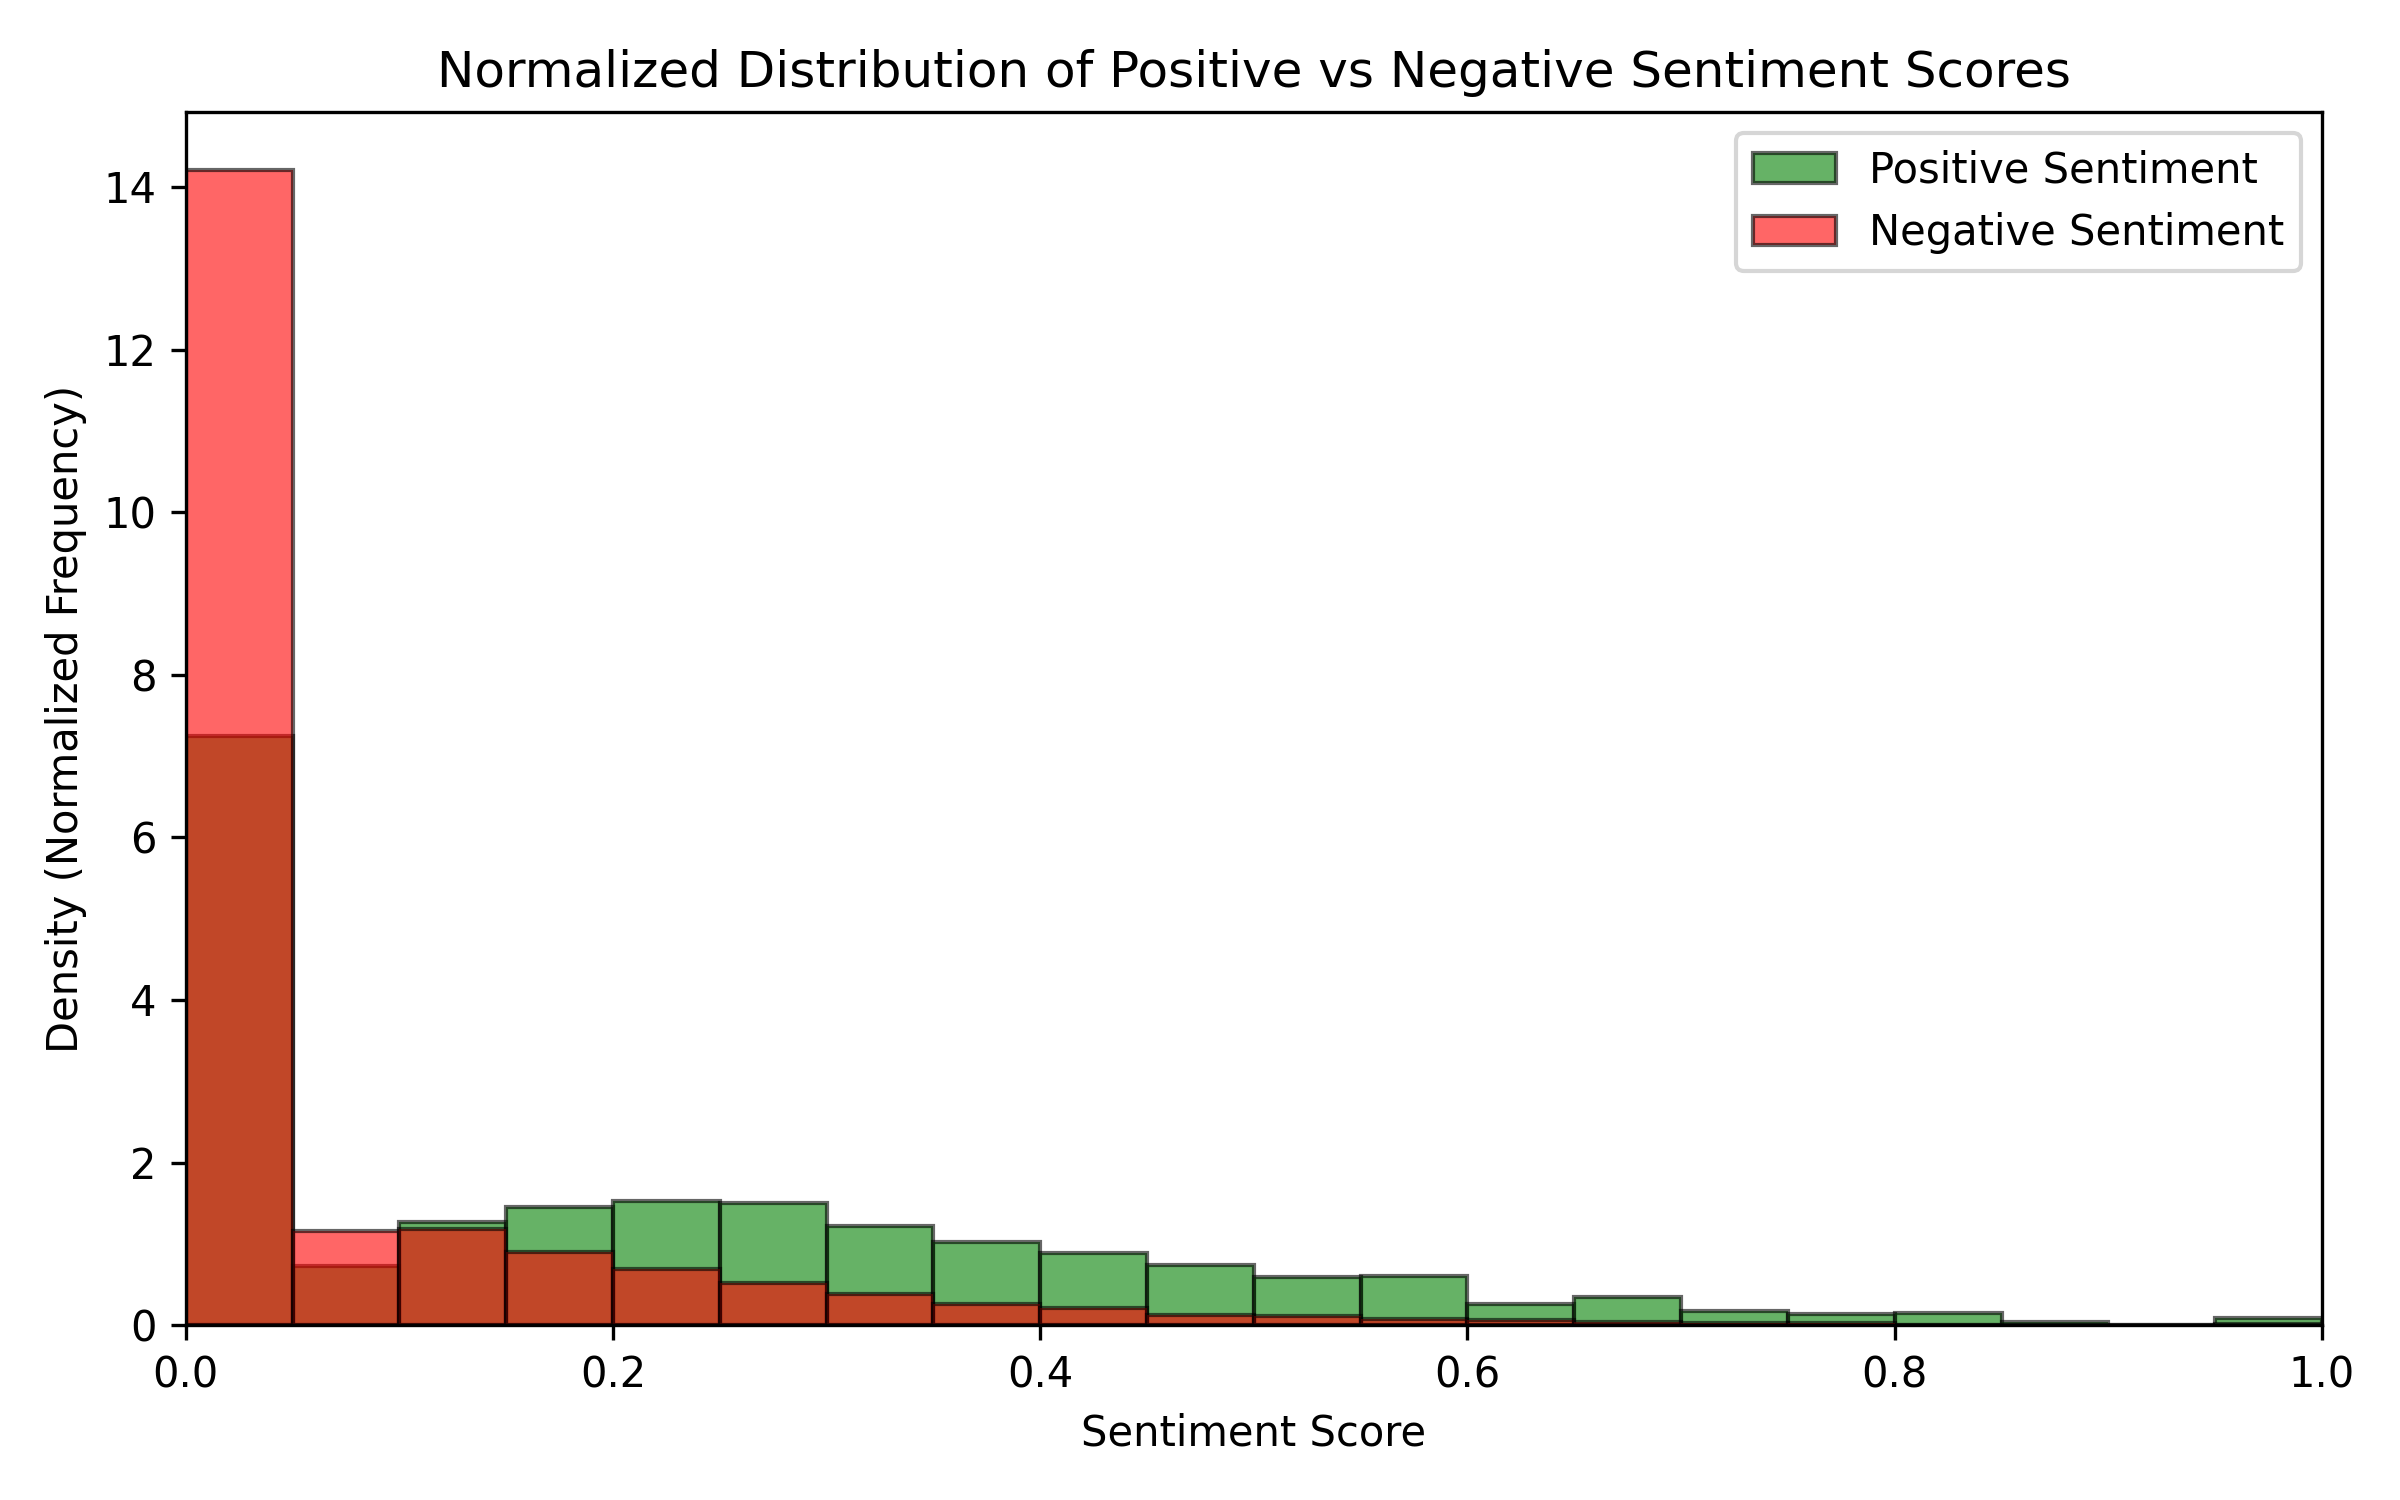 Normalized Distribution of Positive vs Negative Sentiment Scores
Positive Sentiment
Negative Sentiment
Density (Normalized Frequency)
14
12
10
8
6
4
2
0
0.0 0.2 0.4 0.6 0.8 1.0
Sentiment Score